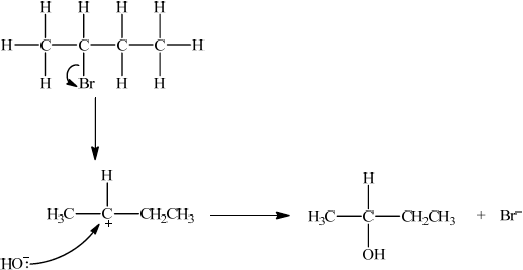 H H H H
H C C C C H
H Br H H
H
H₃C C CH₂CH₃
+
HO:⁻
H
H₃C C CH₂CH₃ + Br⁻
OH